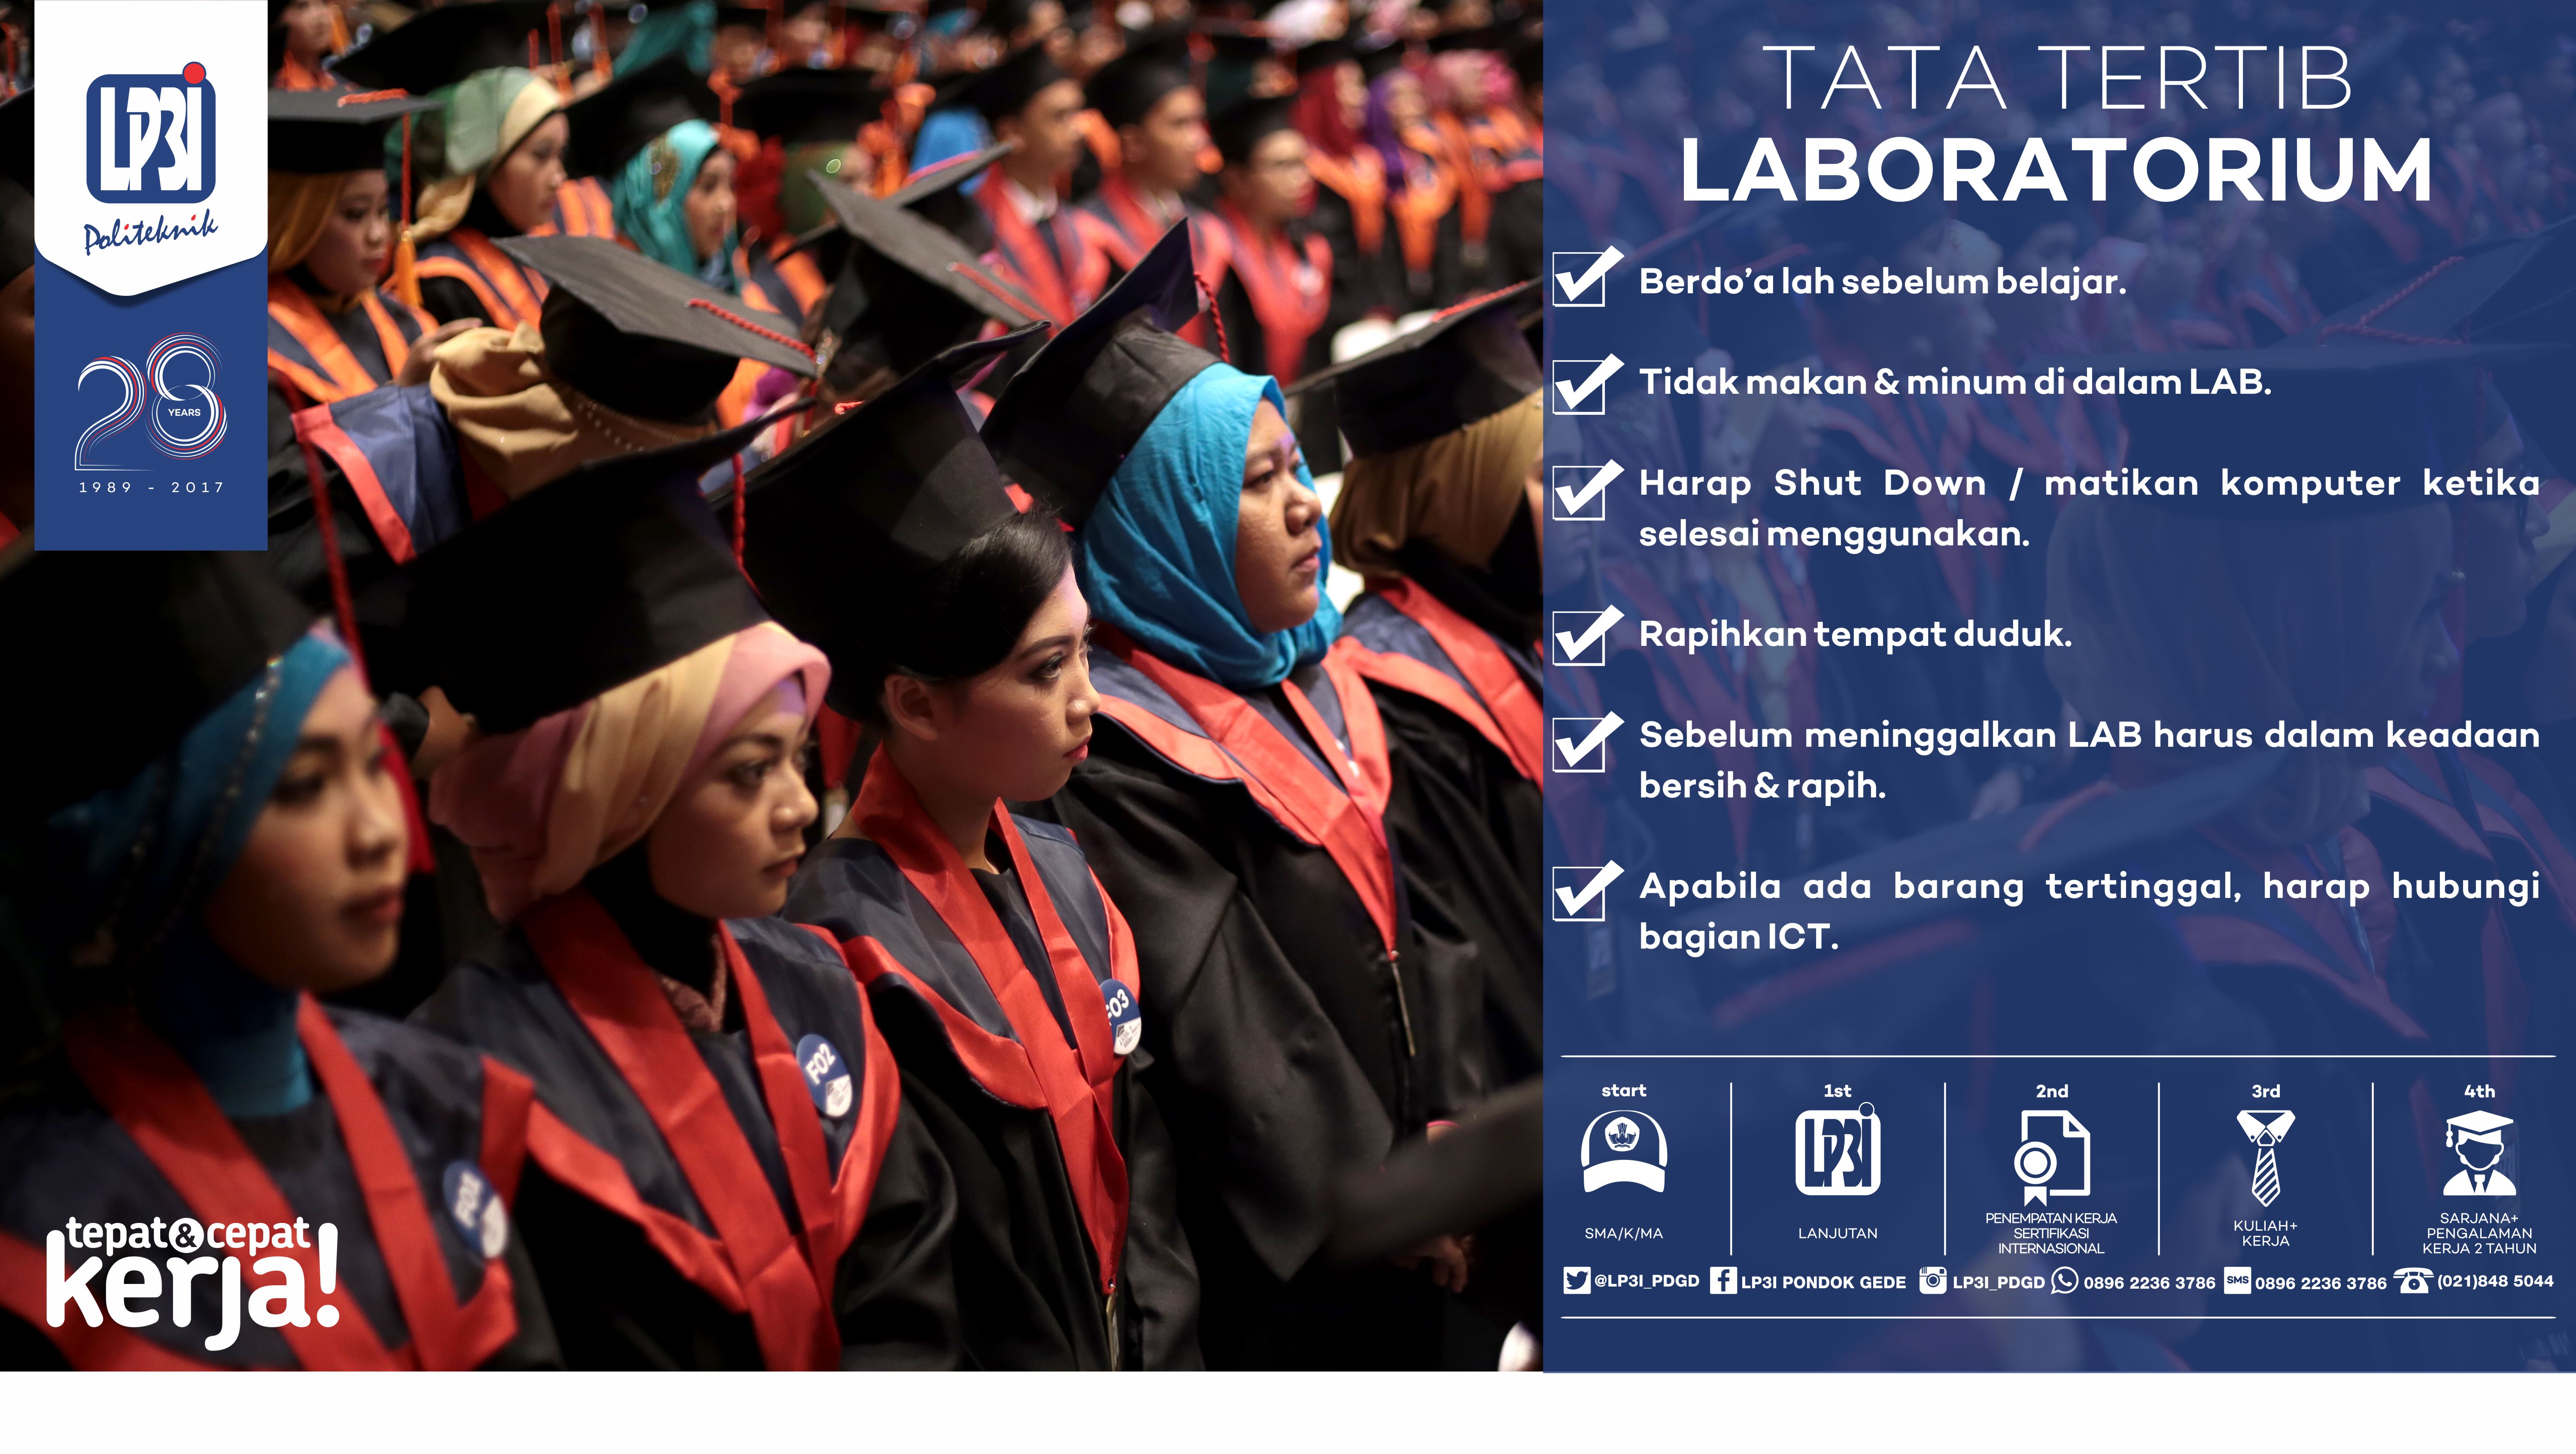 LP3I
Politeknik
28
YEARS
1989 - 2017
tepat&cepat
kerja!
F02
F03
TATA TERTIB
LABORATORIUM
Berdo'a lah sebelum belajar.
Tidak makan & minum di dalam LAB.
Harap Shut Down / matikan komputer ketika
selesai menggunakan.
Rapihkan tempat duduk.
Sebelum meninggalkan LAB harus dalam keadaan
bersih & rapih.
Apabila ada barang tertinggal, harap hubungi
bagian ICT.
start
SMA/K/MA
1st
LP3I
LANJUTAN
2nd
PENEMPATAN KERJA
SERTIFIKASI
INTERNASIONAL
3rd
KULIAH+
KERJA
4th
SARJANA+
PENGALAMAN
KERJA 2 TAHUN
@LP3I_PDGD LP3I PONDOK GEDE LP3I_PDGD 0896 2236 3786 SMS 0896 2236 3786 (021)848 5044